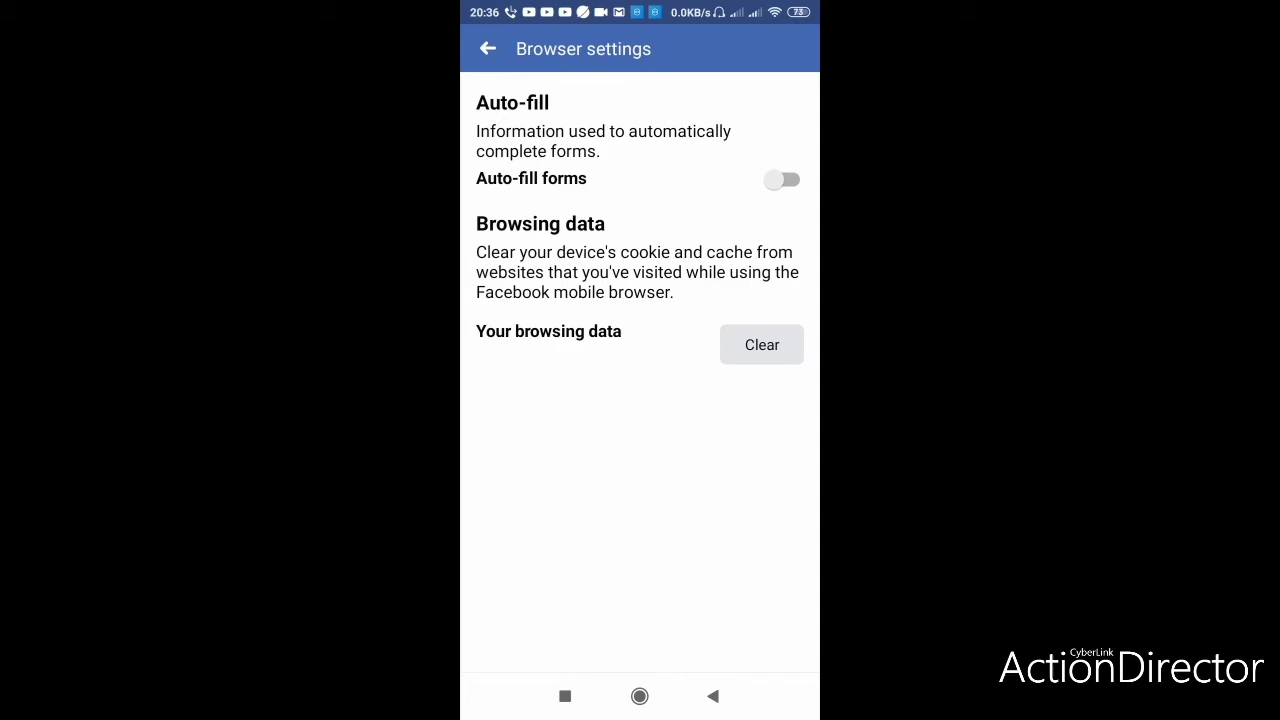 20:36 0.0KB/s 73
Browser settings
Auto-fill
Information used to automatically
complete forms.
Auto-fill forms
Browsing data
Clear your device's cookie and cache from
websites that you've visited while using the
Facebook mobile browser.
Your browsing data
Clear
CyberLink
ActionDirector